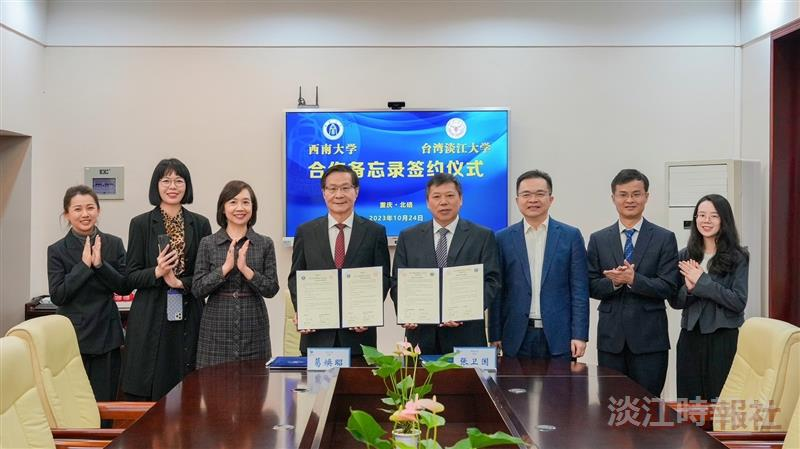 西南大学
台湾淡江大学
合作备忘录签约仪式
重庆·北碚
2023年10月24
葛焕昭
张卫国
淡江時報社